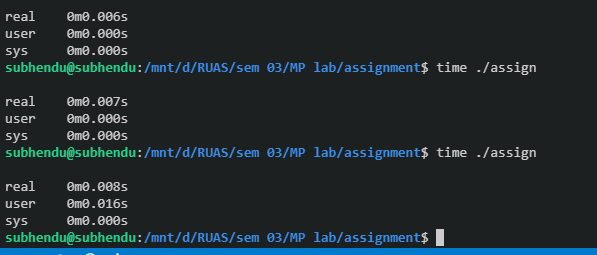 real    0m0.006s
user    0m0.000s
sys     0m0.000s
subhendu@subhendu:/mnt/d/RUAS/sem 03/MP lab/assignment$ time ./assign
real    0m0.007s
user    0m0.000s
sys     0m0.000s
subhendu@subhendu:/mnt/d/RUAS/sem 03/MP lab/assignment$ time ./assign
real    0m0.008s
user    0m0.016s
sys     0m0.000s
subhendu@subhendu:/mnt/d/RUAS/sem 03/MP lab/assignment$